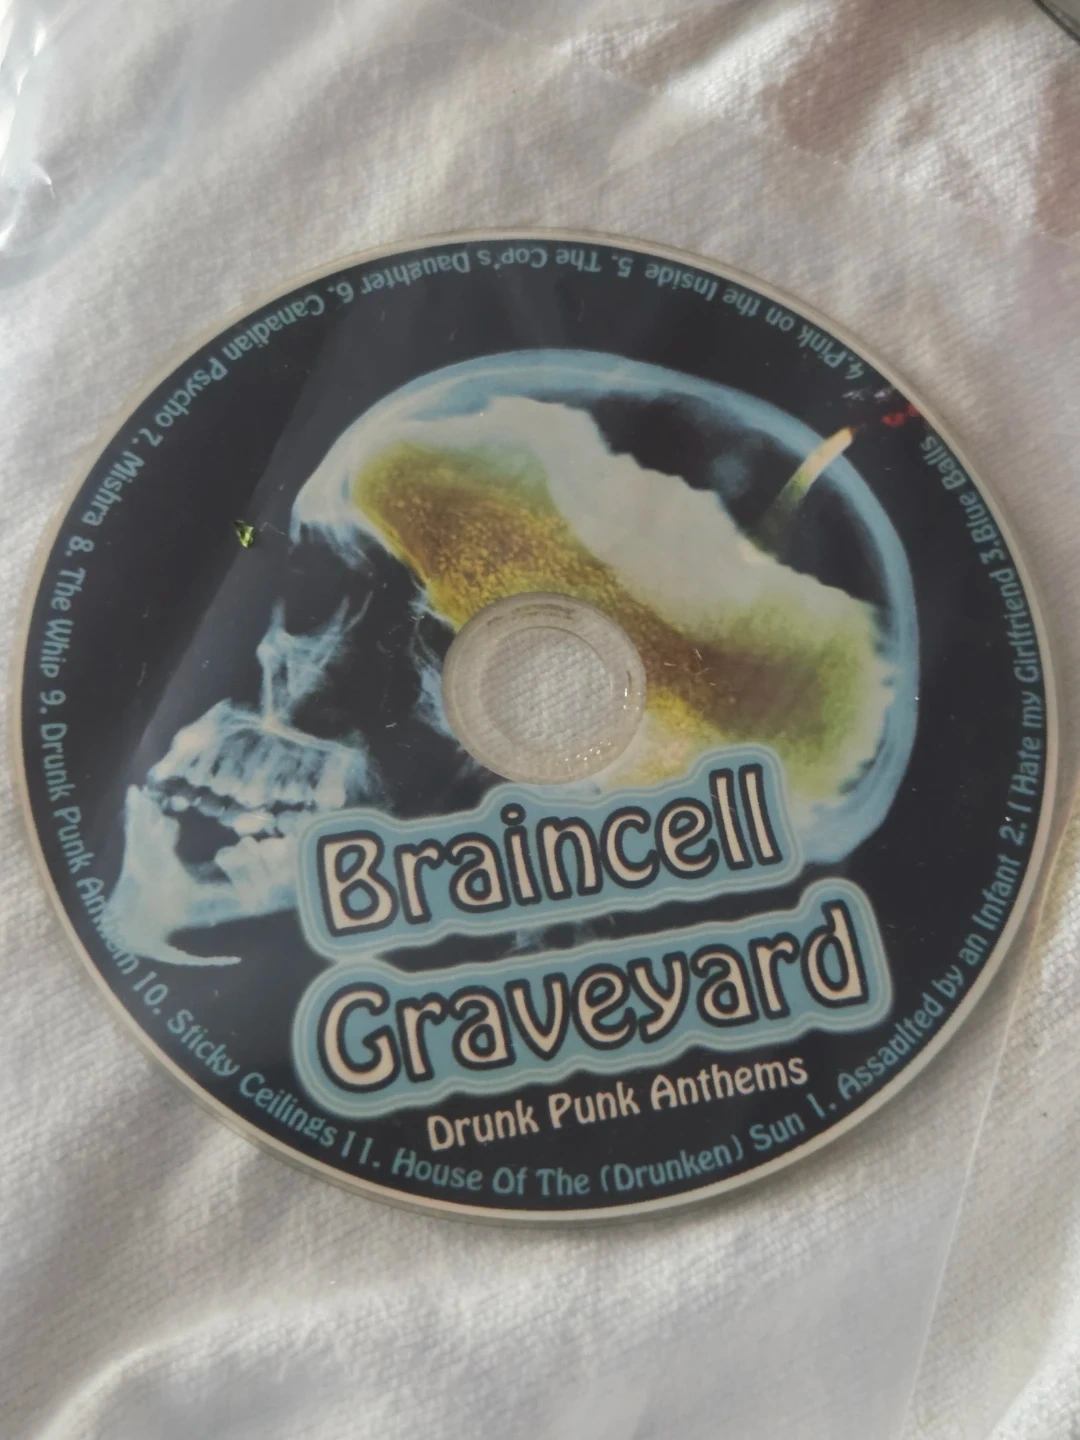 Braincell
Graveyard
Drunk Punk Anthems
1. Assaulted by an Infant 2. I Hate my Girlfriend 3.Blue Balls 4.Pink on the Inside 5. The Cop's Daughter 6. Canadian Psycho 7. Mishra 8. The Whip 9. Drunk Punk Anthem 10. Sticky Ceilings 11. House Of The (Drunken) Sun